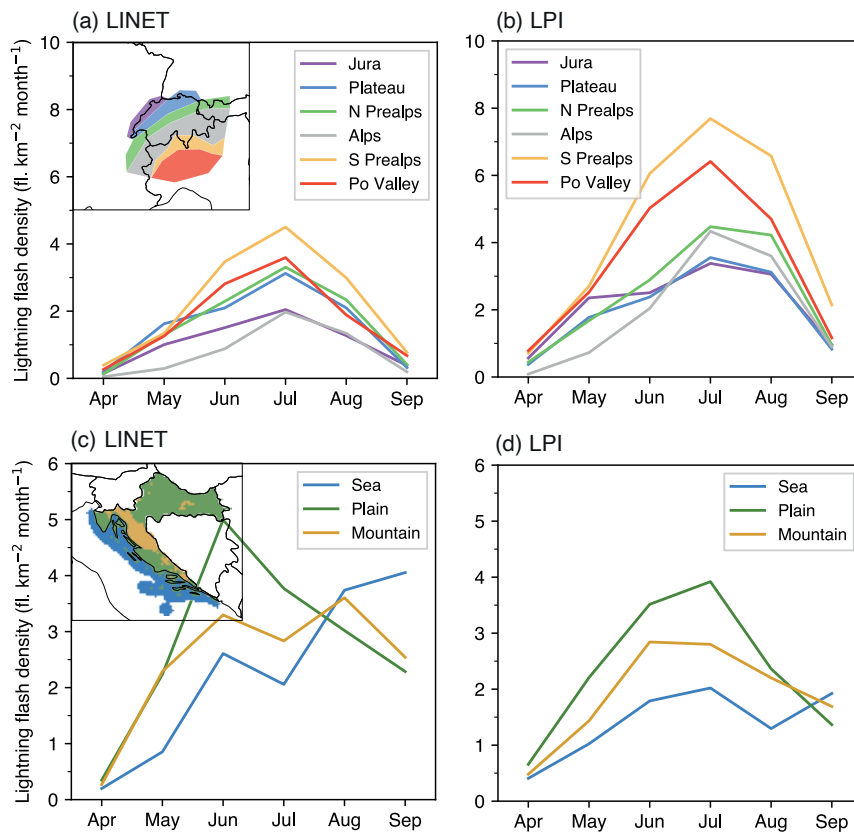 (a) LINET
Lightning flash density (fl. km⁻² month⁻¹)
10
8
6
4
2
0
Jura
Plateau
N Prealps
Alps
S Prealps
Po Valley
Apr May Jun Jul Aug Sep
(b) LPI
10
8
6
4
2
0
Jura
Plateau
N Prealps
Alps
S Prealps
Po Valley
Apr May Jun Jul Aug Sep
(c) LINET
Lightning flash density (fl. km⁻² month⁻¹)
6
5
4
3
2
1
0
Sea
Plain
Mountain
Apr May Jun Jul Aug Sep
(d) LPI
6
5
4
3
2
1
0
Sea
Plain
Mountain
Apr May Jun Jul Aug Sep